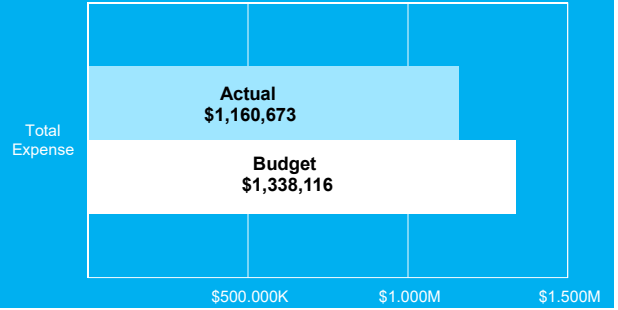 Actual
$1,160,673
Total
Expense
Budget
$1,338,116
$500.000K
$1.000M
$1.500M